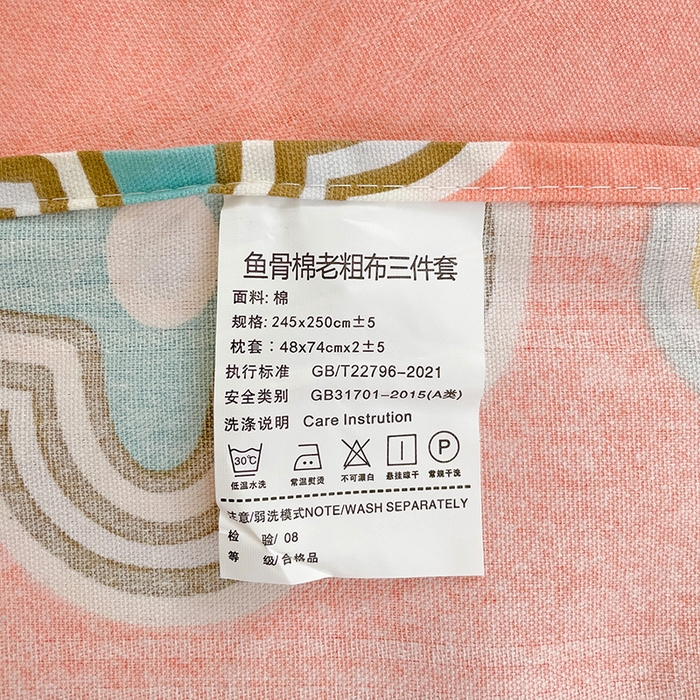 鱼骨棉老粗布三件套
面料: 棉
规格: 245x250cm±5
枕套：48x74cmx2±5
执行标准 GB/T22796-2021
安全类别 GB31701-2015(A类)
洗涤说明 Care Instrution
30℃ P
低温水洗 常温熨烫 不可漂白 悬挂晾干 常规干洗
注意/弱洗模式NOTE/WASH SEPARATELY
检 验/ 08
等 级/合格品